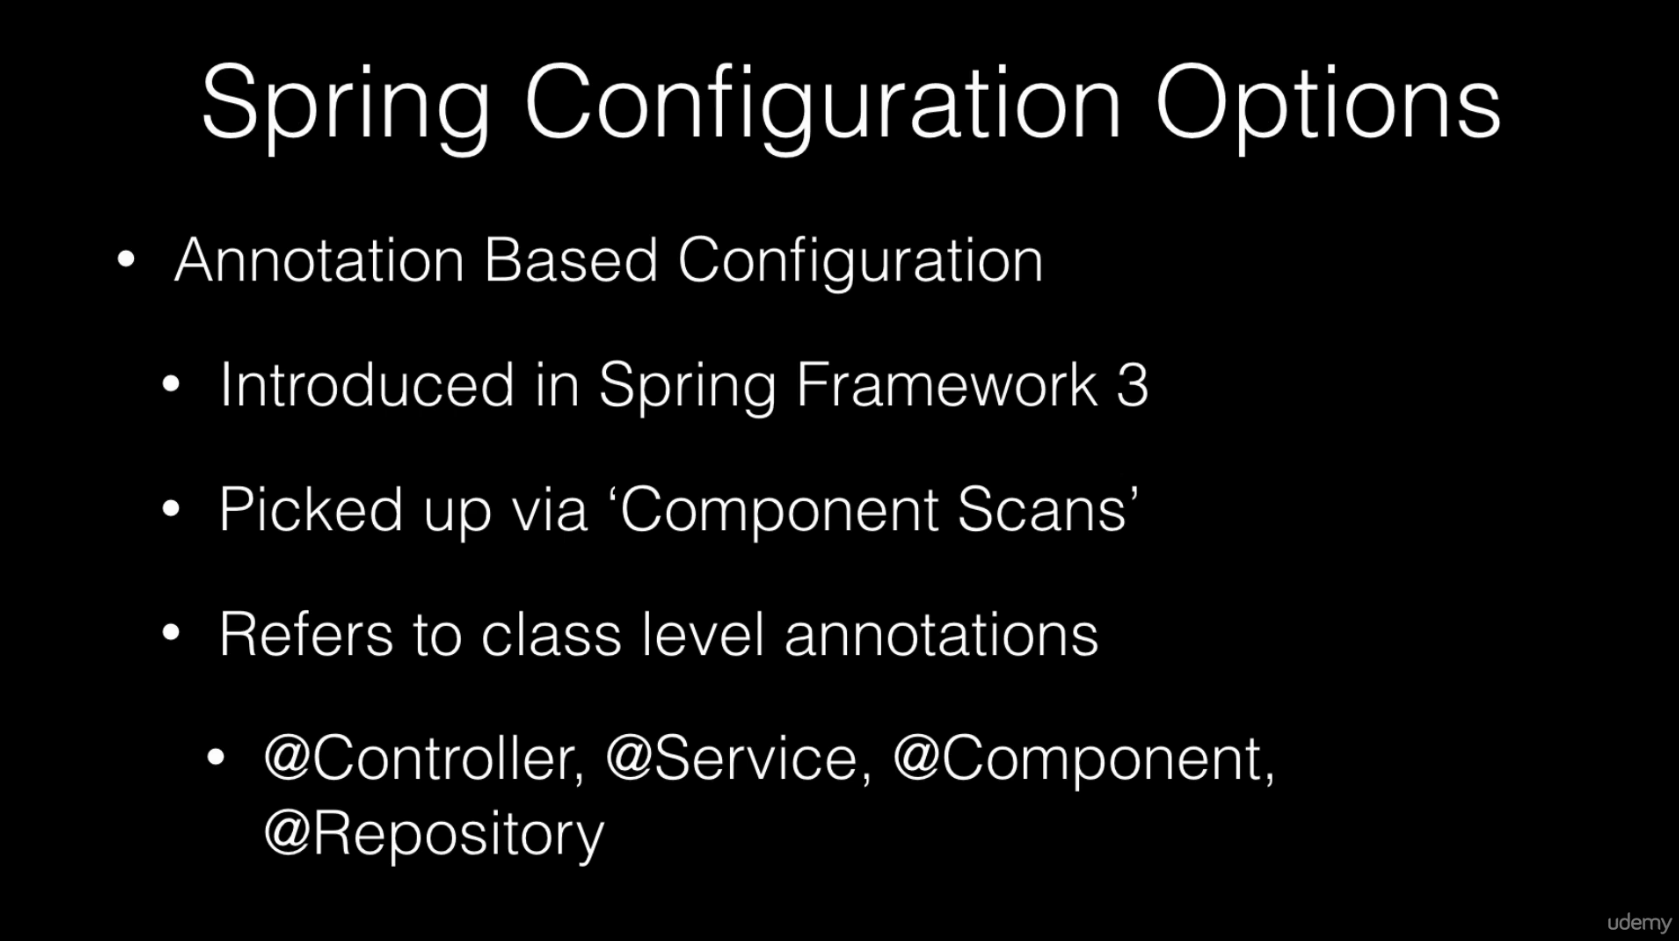 Spring Configuration Options
• Annotation Based Configuration
• Introduced in Spring Framework 3
• Picked up via ‘Component Scans’
• Refers to class level annotations
• @Controller, @Service, @Component,
@Repository
udemy